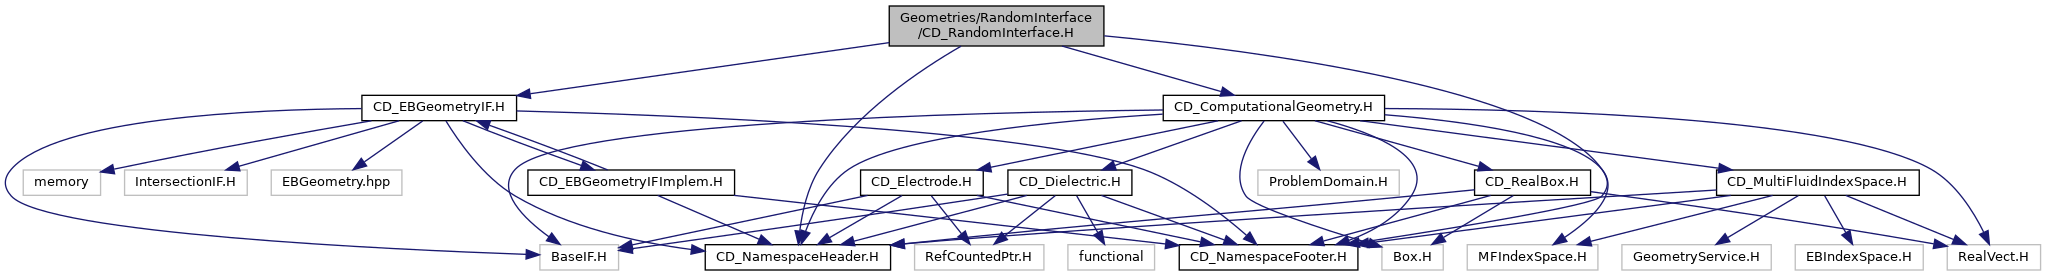 Geometries/RandomInterface
/CD_RandomInterface.H
CD_EBGeometryIF.H
CD_ComputationalGeometry.H
memory
IntersectionIF.H
EBGeometry.hpp
CD_EBGeometryIFImplem.H
CD_Electrode.H
CD_Dielectric.H
ProblemDomain.H
CD_RealBox.H
CD_MultiFluidIndexSpace.H
BaseIF.H
CD_NamespaceHeader.H
RefCountedPtr.H
functional
CD_NamespaceFooter.H
Box.H
MFIndexSpace.H
GeometryService.H
EBIndexSpace.H
RealVect.H